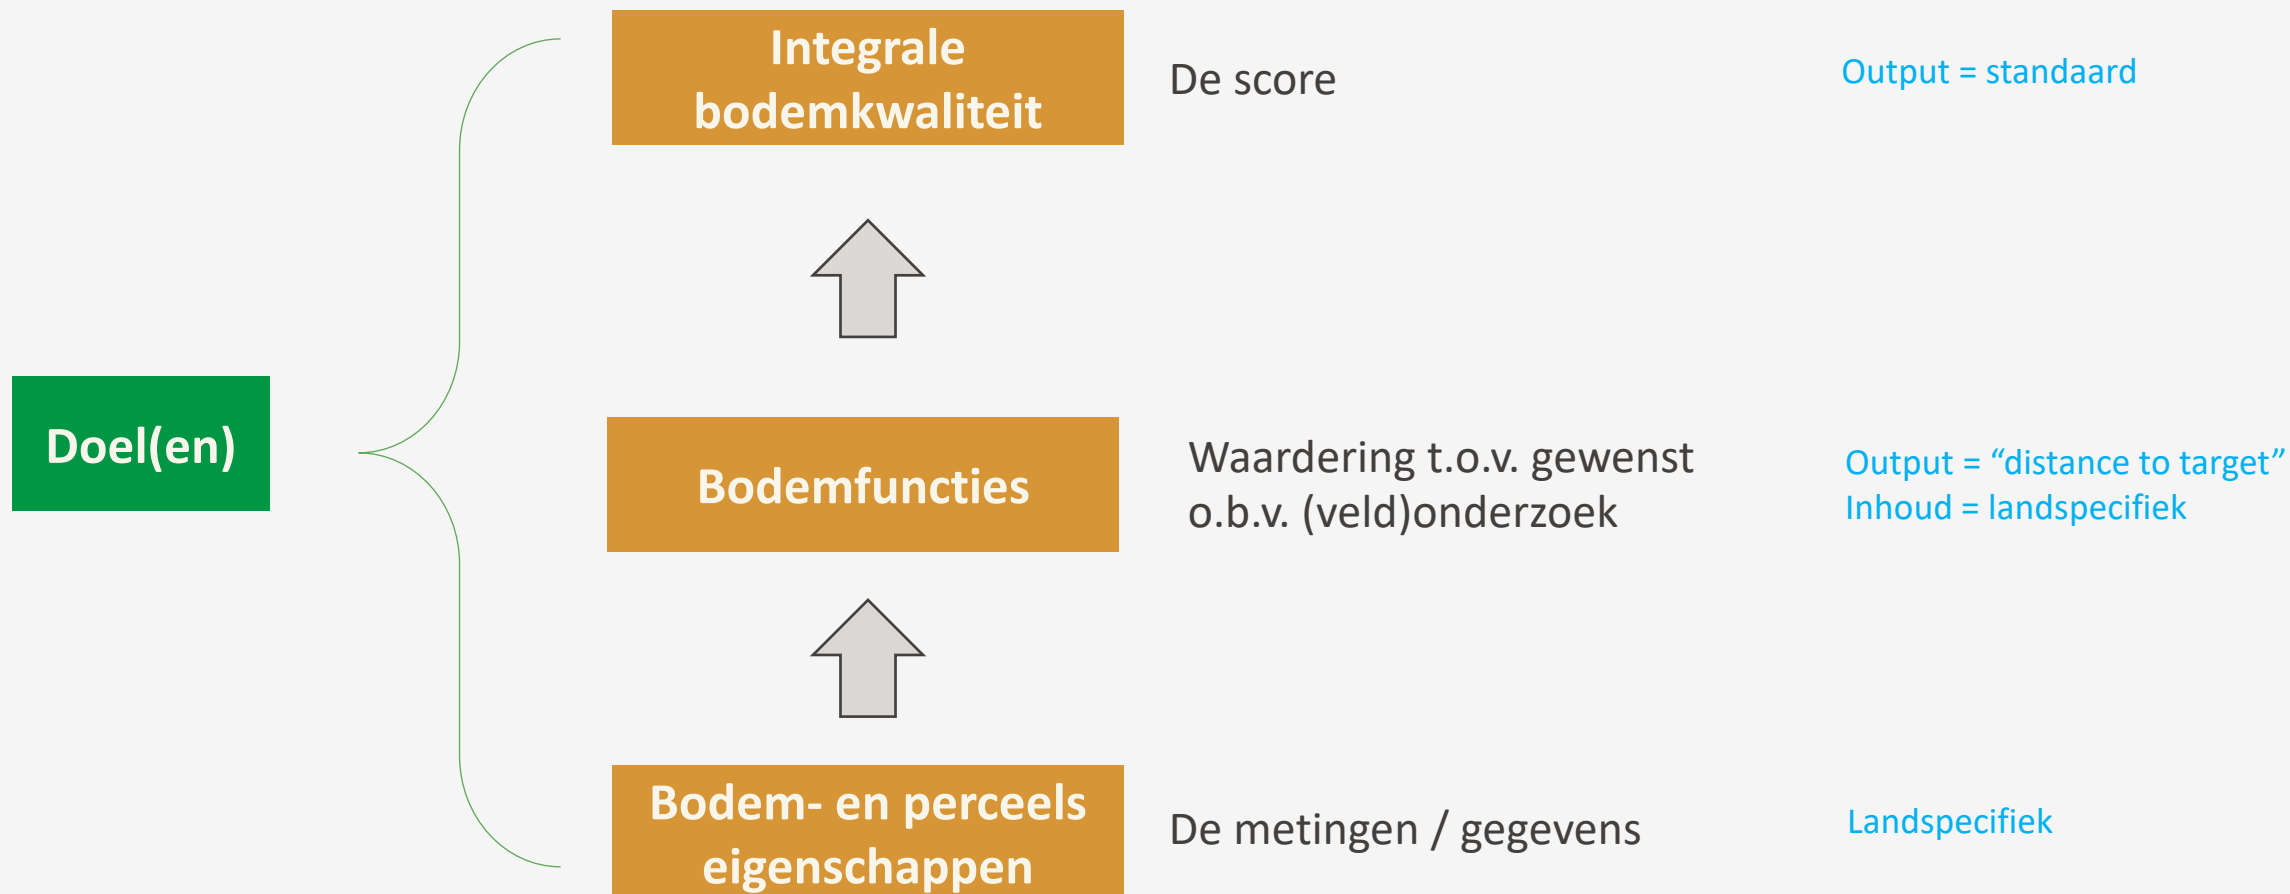 Integrale
bodemkwaliteit
De score
Output = standaard
Doel(en)
Bodemfuncties
Waardering t.o.v. gewenst
o.b.v. (veld)onderzoek
Output = “distance to target”
Inhoud = landspecifiek
Bodem- en perceels
eigenschappen
De metingen / gegevens
Landspecifiek